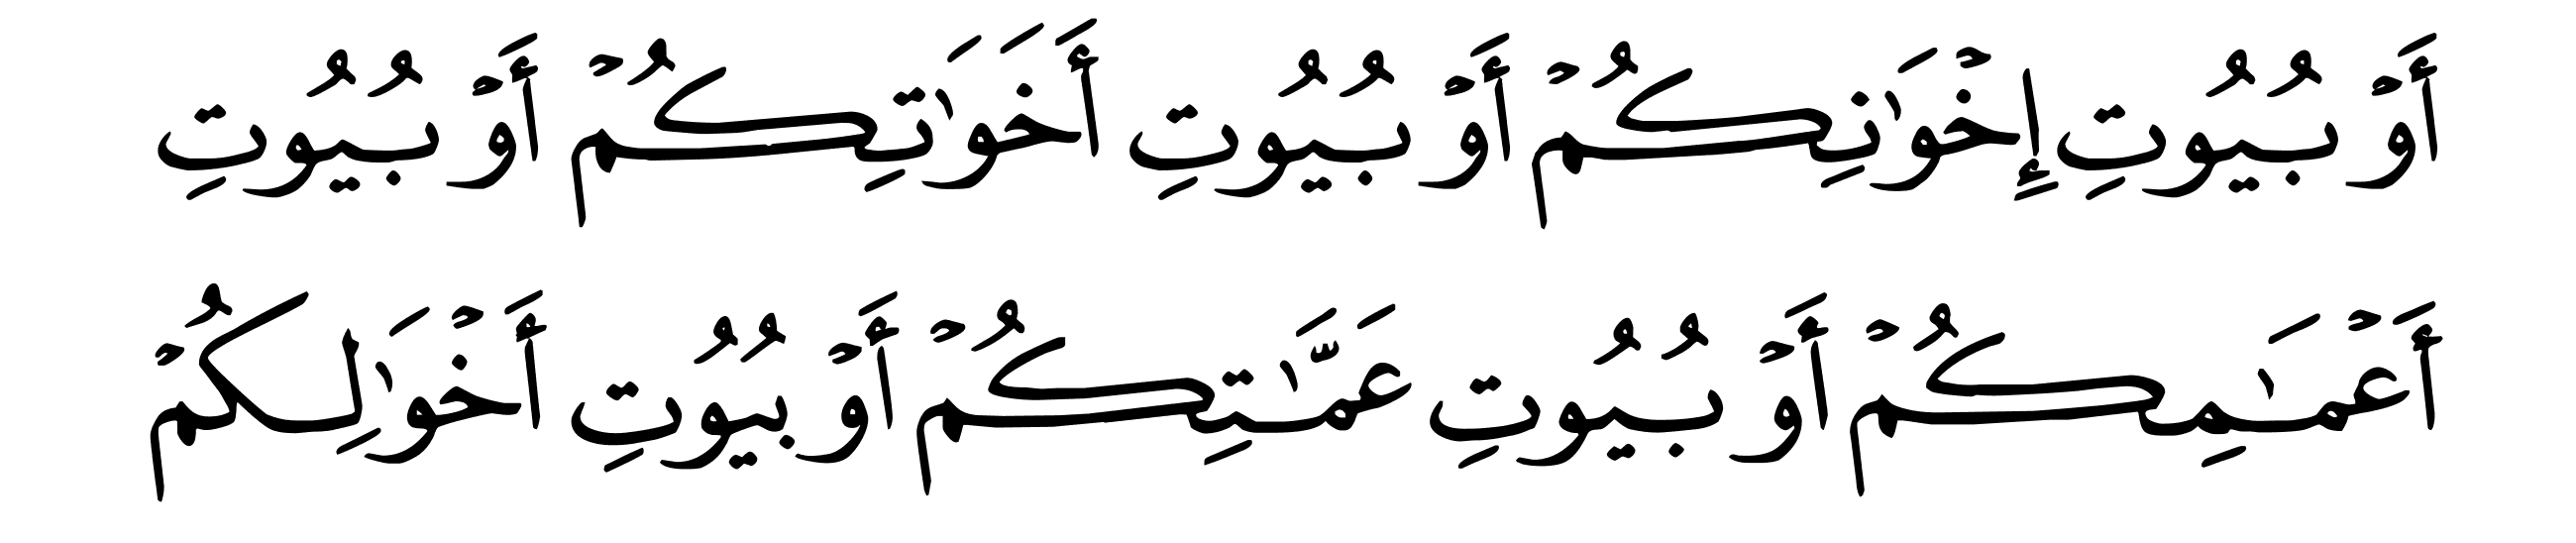 أَوْ بُيُوتِ إِخْوَٰنِكُمْ أَوْ بُيُوتِ أَخَوَٰتِكُمْ أَوْ بُيُوتِ
أَعْمَـٰمِكُمْ أَوْ بُيُوتِ عَمَّـٰتِكُمْ أَوْ بُيُوتِ أَخْوَٰلِكُمْ